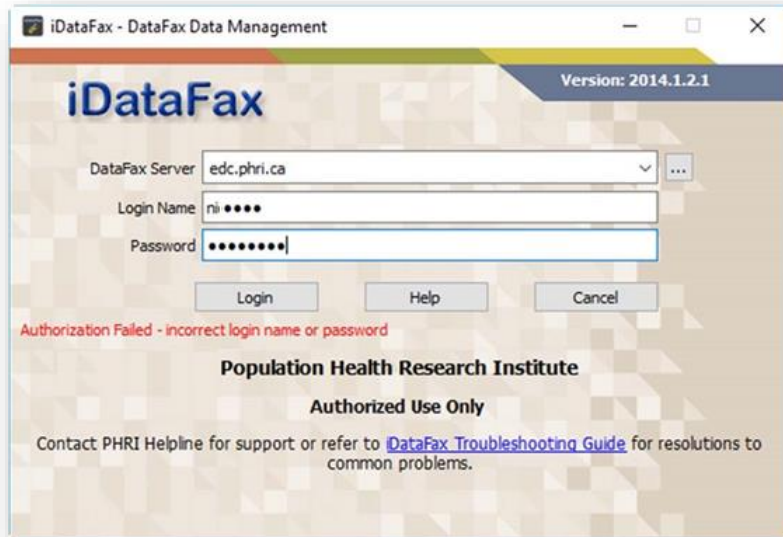 iDataFax - DataFax Data Management
Version: 2014.1.2.1
iDataFax
DataFax Server edc.phri.ca ...
Login Name ni●●●●
Password ●●●●●●●●
Login Help Cancel
Authorization Failed - incorrect login name or password
Population Health Research Institute
Authorized Use Only
Contact PHRI Helpline for support or refer to iDataFax Troubleshooting Guide for resolutions to
common problems.